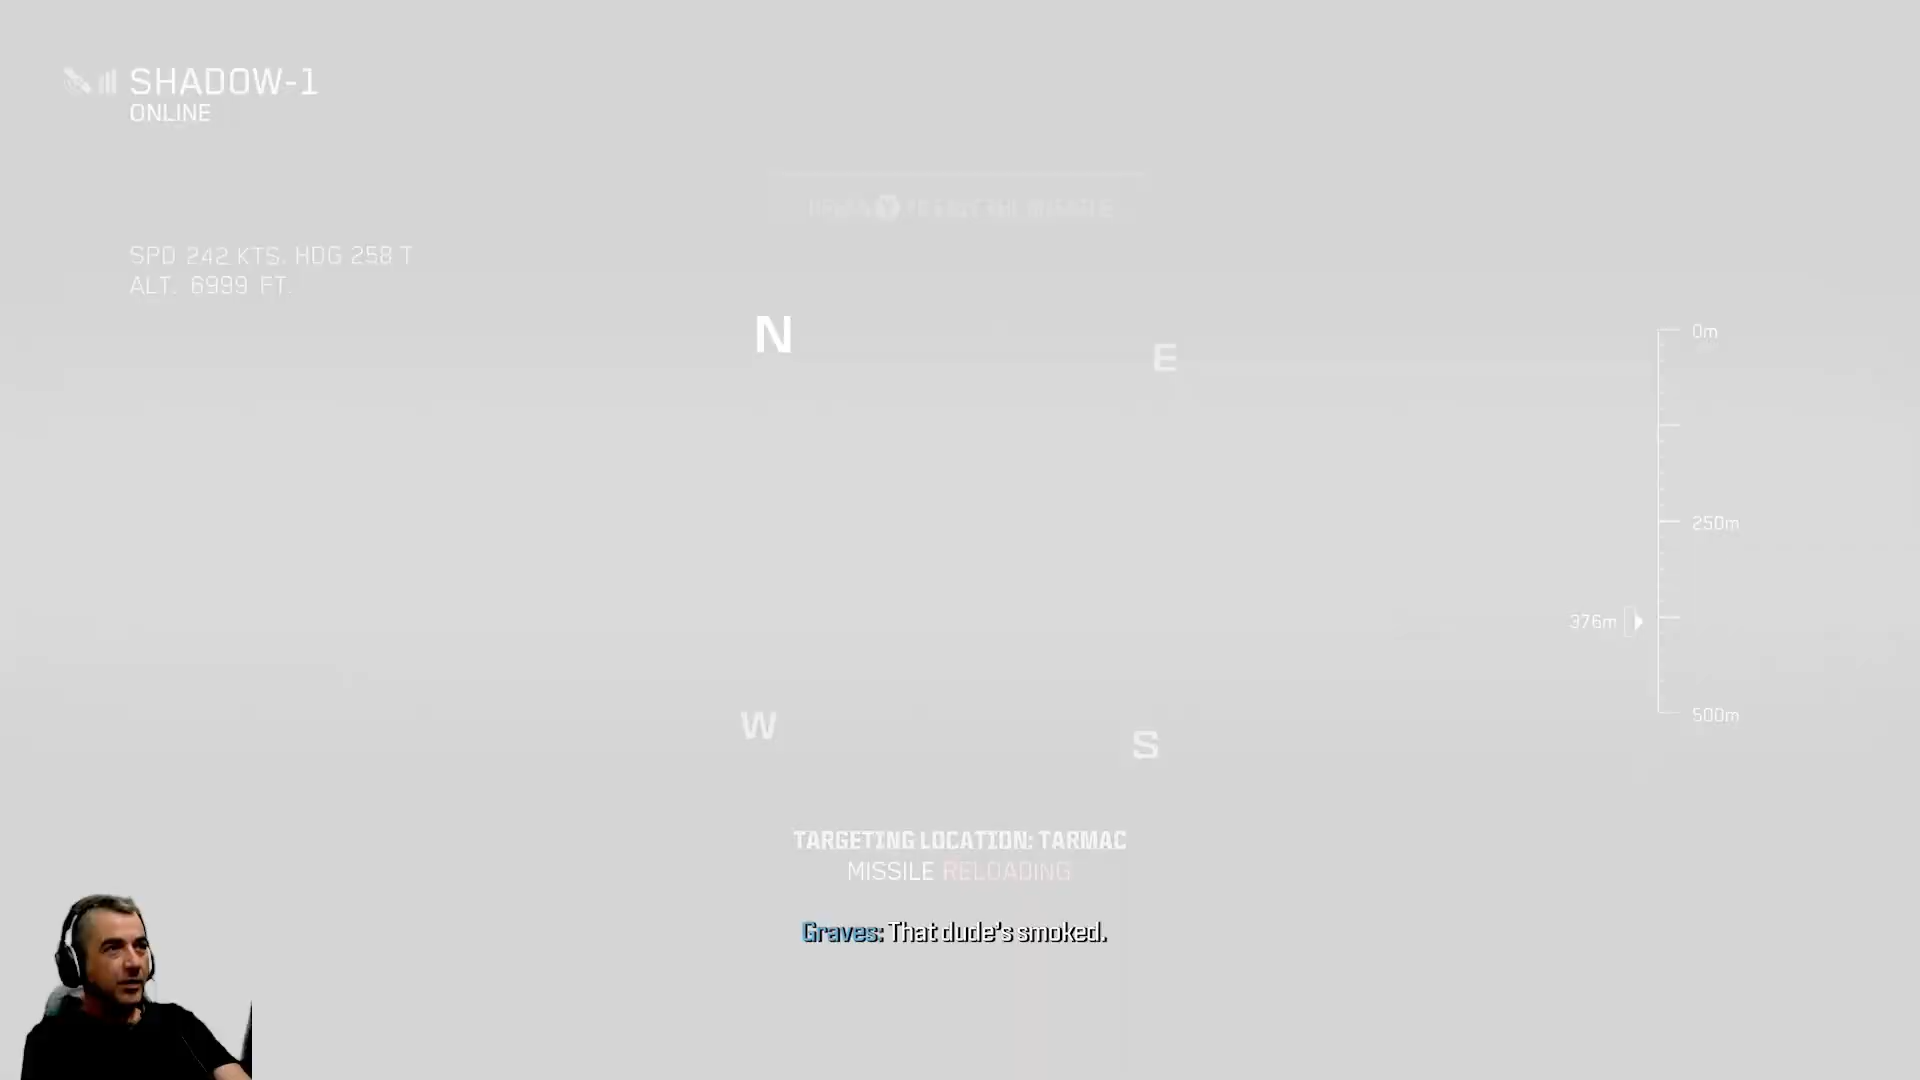 SHADOW-1
ONLINE
SPD 242 KTS. HDG 258 T
ALT. 6999 FT.
N
E
0m
250m
376m
500m
W
S
TARGETING LOCATION: TARMAC
MISSILE RELOADING
Graves: That dude's smoked.